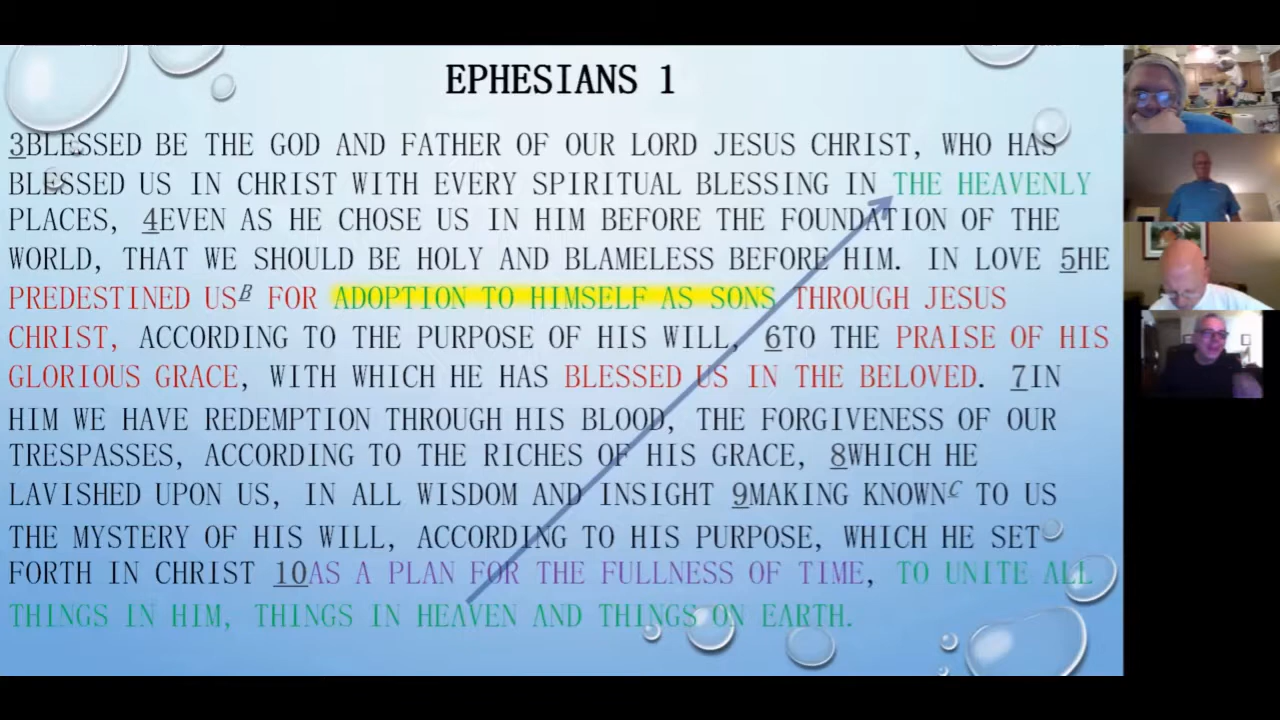 EPHESIANS 1
3BLESSED BE THE GOD AND FATHER OF OUR LORD JESUS CHRIST, WHO HAS
BLESSED US IN CHRIST WITH EVERY SPIRITUAL BLESSING IN THE HEAVENLY
PLACES, 4EVEN AS HE CHOSE US IN HIM BEFORE THE FOUNDATION OF THE
WORLD, THAT WE SHOULD BE HOLY AND BLAMELESS BEFORE HIM. IN LOVE 5HE
PREDESTINED USB FOR ADOPTION TO HIMSELF AS SONS THROUGH JESUS
CHRIST, ACCORDING TO THE PURPOSE OF HIS WILL, 6TO THE PRAISE OF HIS
GLORIOUS GRACE, WITH WHICH HE HAS BLESSED US IN THE BELOVED. 7IN
HIM WE HAVE REDEMPTION THROUGH HIS BLOOD, THE FORGIVENESS OF OUR
TRESPASSES, ACCORDING TO THE RICHES OF HIS GRACE, 8WHICH HE
LAVISHED UPON US, IN ALL WISDOM AND INSIGHT 9MAKING KNOWNC TO US
THE MYSTERY OF HIS WILL, ACCORDING TO HIS PURPOSE, WHICH HE SET
FORTH IN CHRIST 10AS A PLAN FOR THE FULLNESS OF TIME, TO UNITE ALL
THINGS IN HIM, THINGS IN HEAVEN AND THINGS ON EARTH.